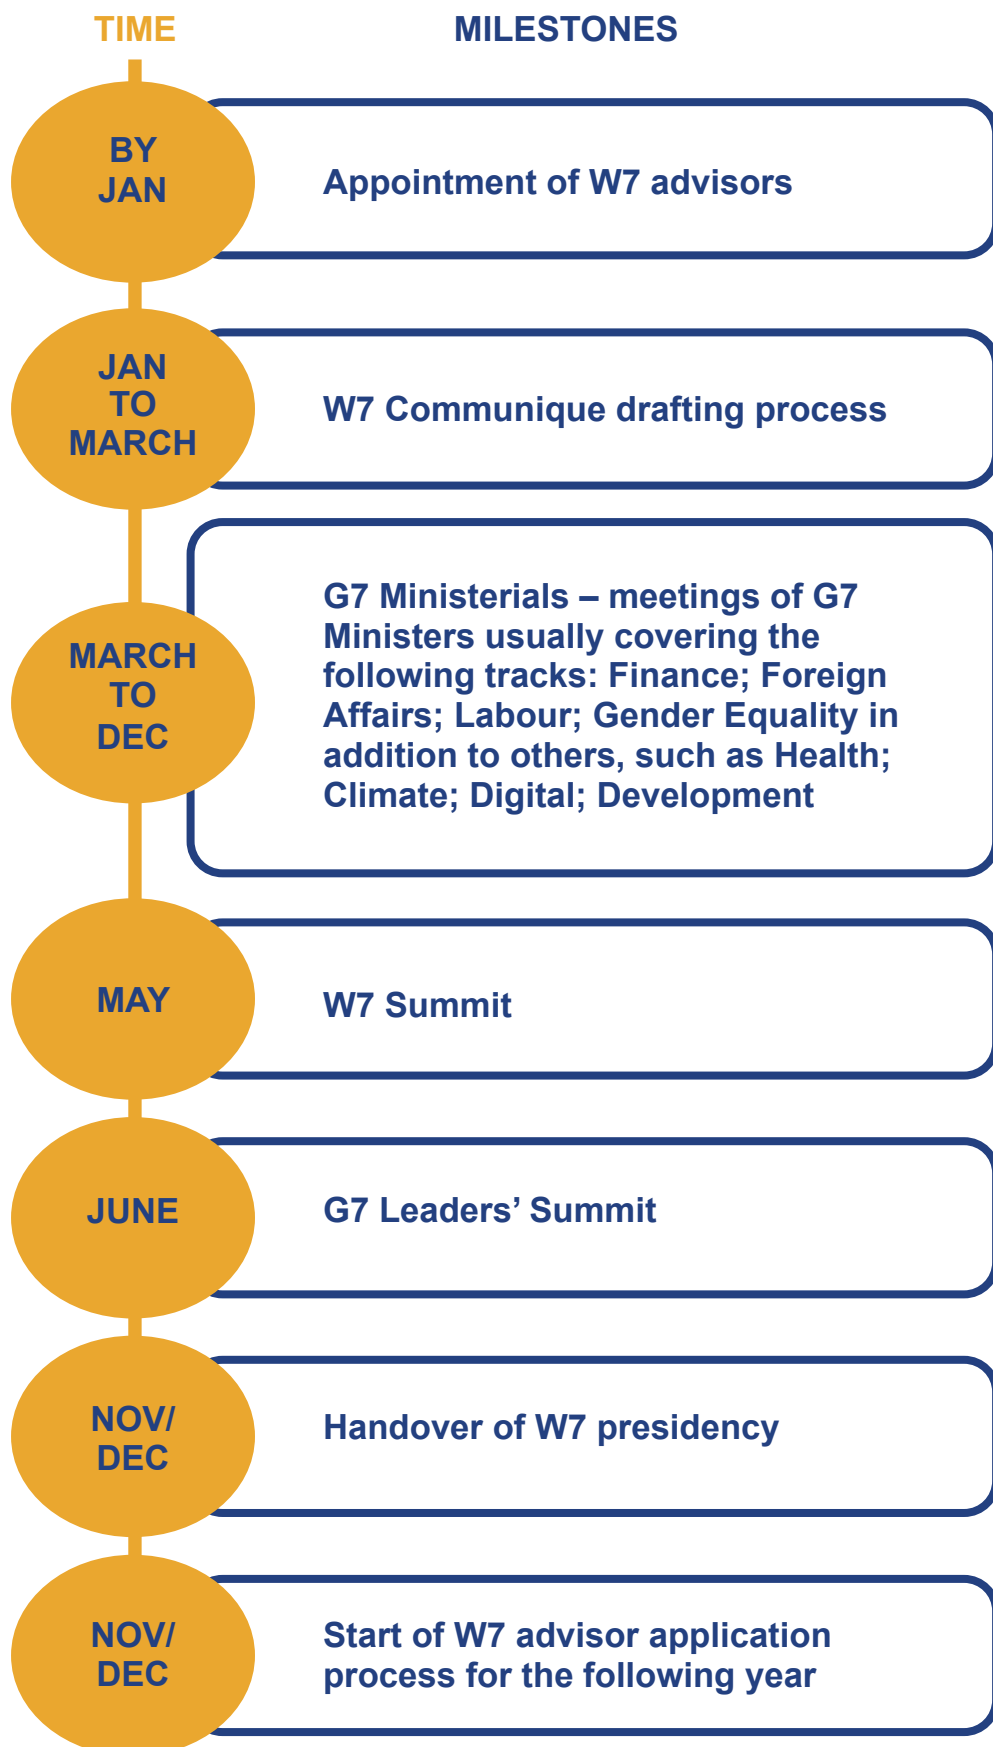 TIME
MILESTONES
BY
JAN
Appointment of W7 advisors
JAN
TO
MARCH
W7 Communique drafting process
MARCH
TO
DEC
G7 Ministerials – meetings of G7
Ministers usually covering the
following tracks: Finance; Foreign
Affairs; Labour; Gender Equality in
addition to others, such as Health;
Climate; Digital; Development
MAY
W7 Summit
JUNE
G7 Leaders’ Summit
NOV/
DEC
Handover of W7 presidency
NOV/
DEC
Start of W7 advisor application
process for the following year